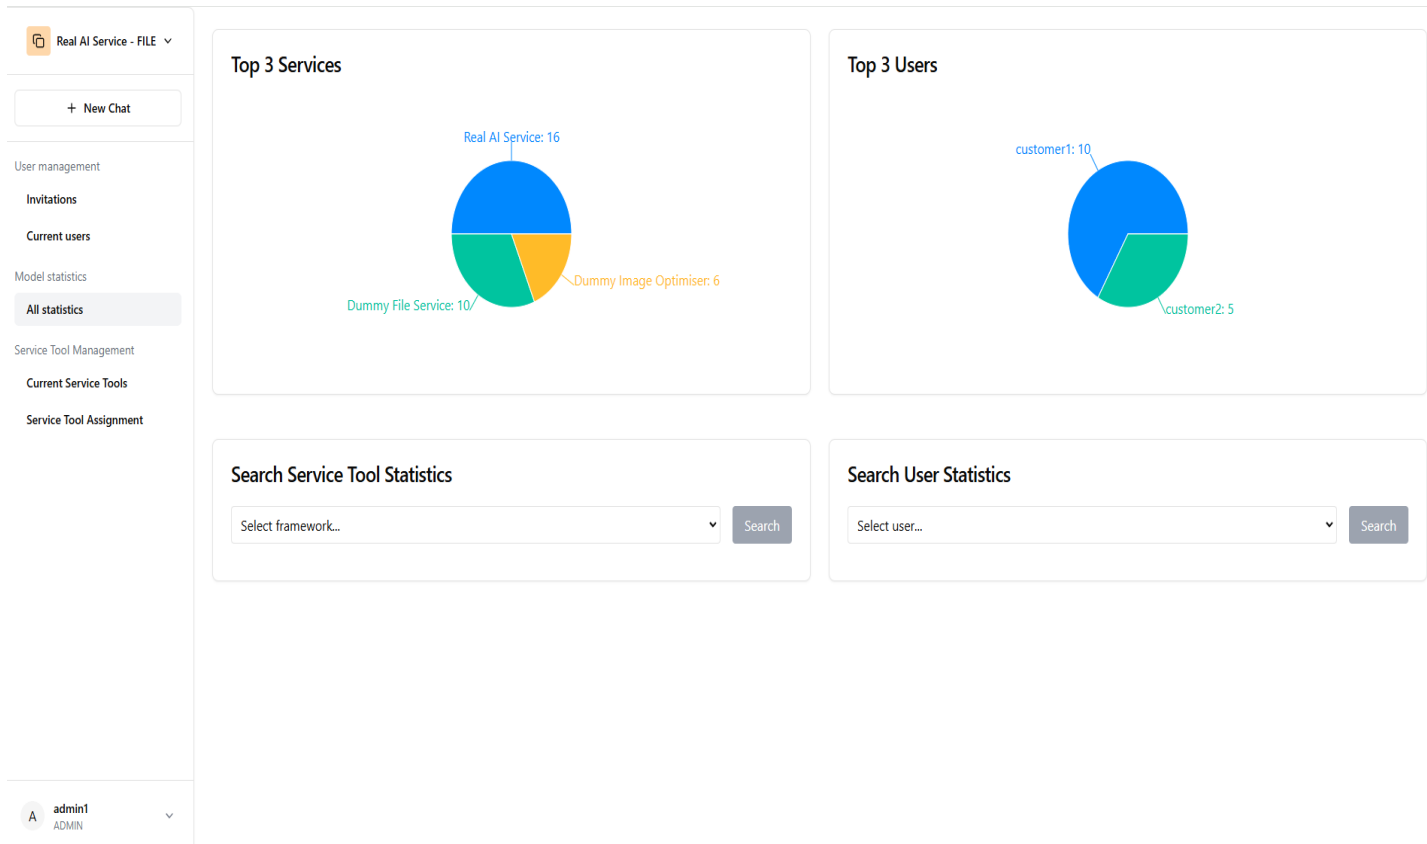 Real AI Service - FILE
+ New Chat
User management
Invitations
Current users
Model statistics
All statistics
Service Tool Management
Current Service Tools
Service Tool Assignment
A
admin1
ADMIN
Top 3 Services
Real AI Service: 16
Dummy Image Optimiser: 6
Dummy File Service: 10
Top 3 Users
customer1: 10
customer2: 5
Search Service Tool Statistics
Select framework...
Search
Search User Statistics
Select user...
Search